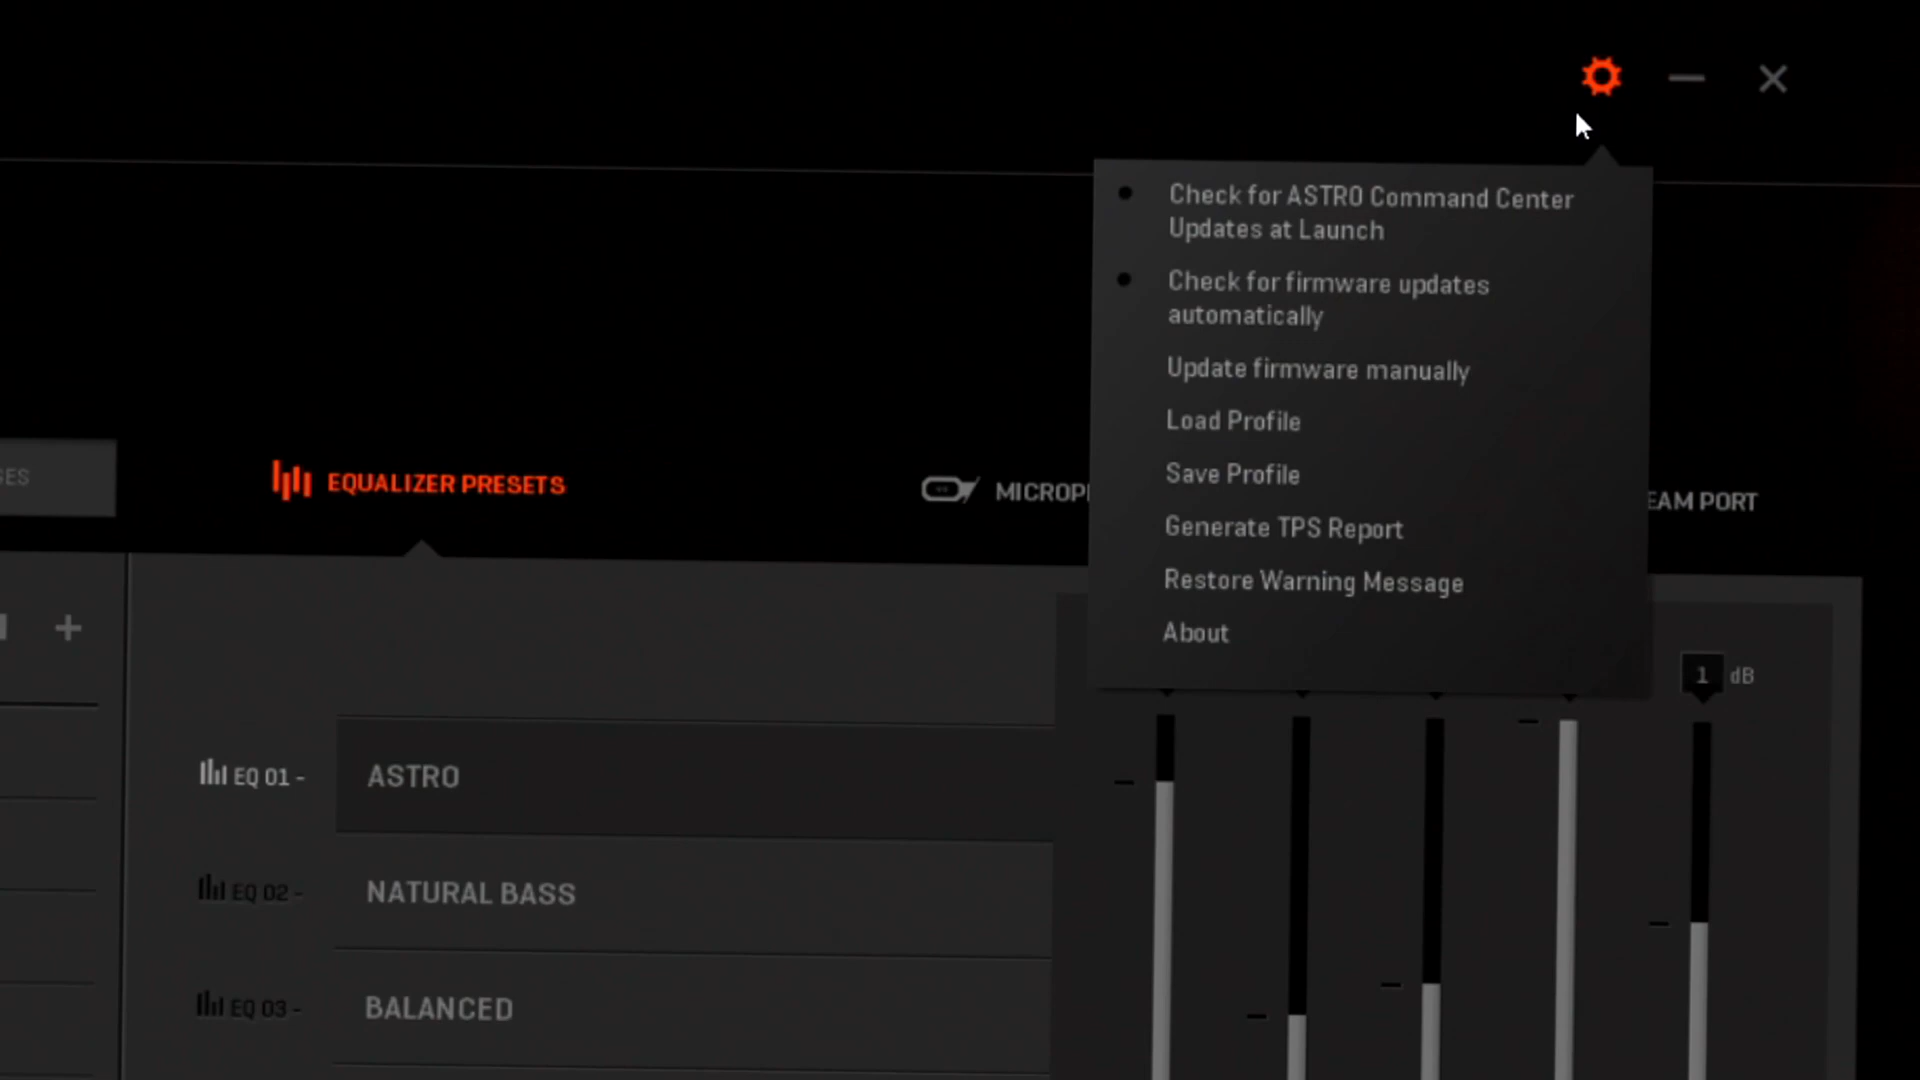 Check for ASTRO Command Center
Updates at Launch
Check for firmware updates
automatically
Update firmware manually
Load Profile
Save Profile
Generate TPS Report
Restore Warning Message
About
SES
EQUALIZER PRESETS
MICROP
EAM PORT
1 dB
EQ 01 - ASTRO
EQ 02 - NATURAL BASS
EQ 03 - BALANCED